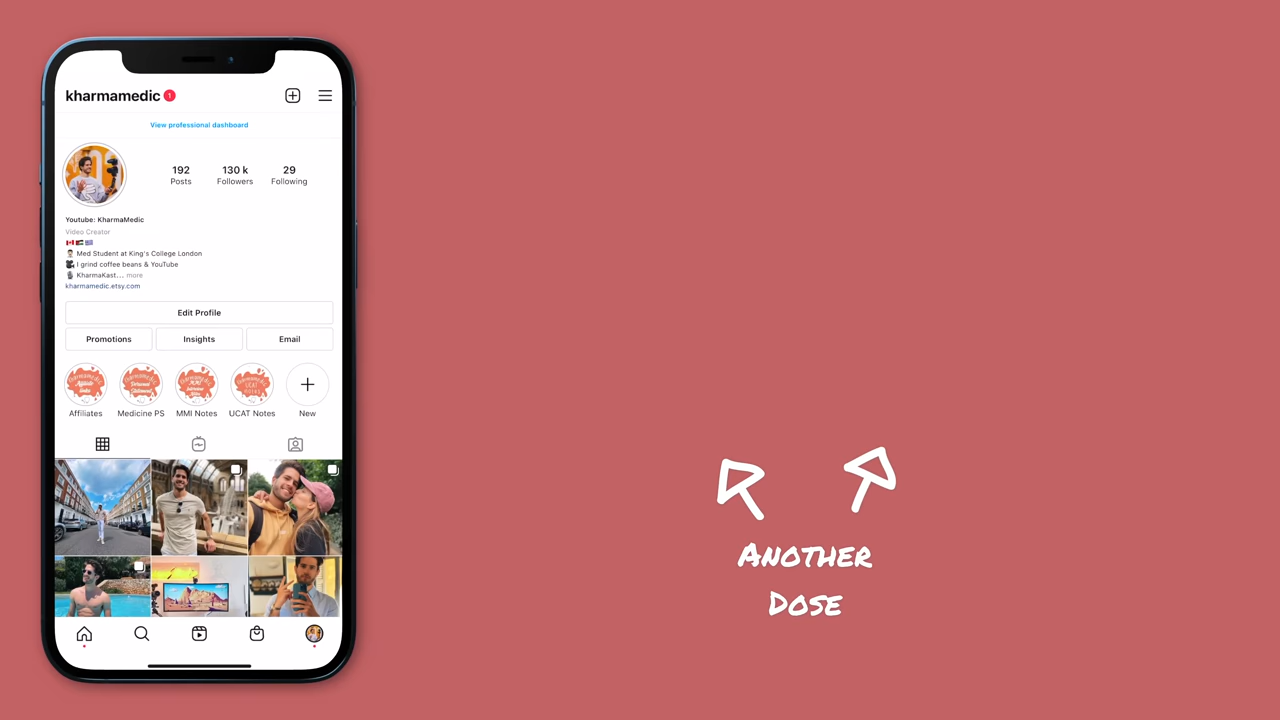 kharmamedic 1
View professional dashboard
192 130 k 29
Posts Followers Following
Youtube: KharmaMedic
Video Creator
Med Student at King's College London
I grind coffee beans & YouTube
KharmaKast... more
kharmamedic.etsy.com
Edit Profile
Promotions Insights Email
Affiliates Medicine PS MMI Notes UCAT Notes New
Another
Dose